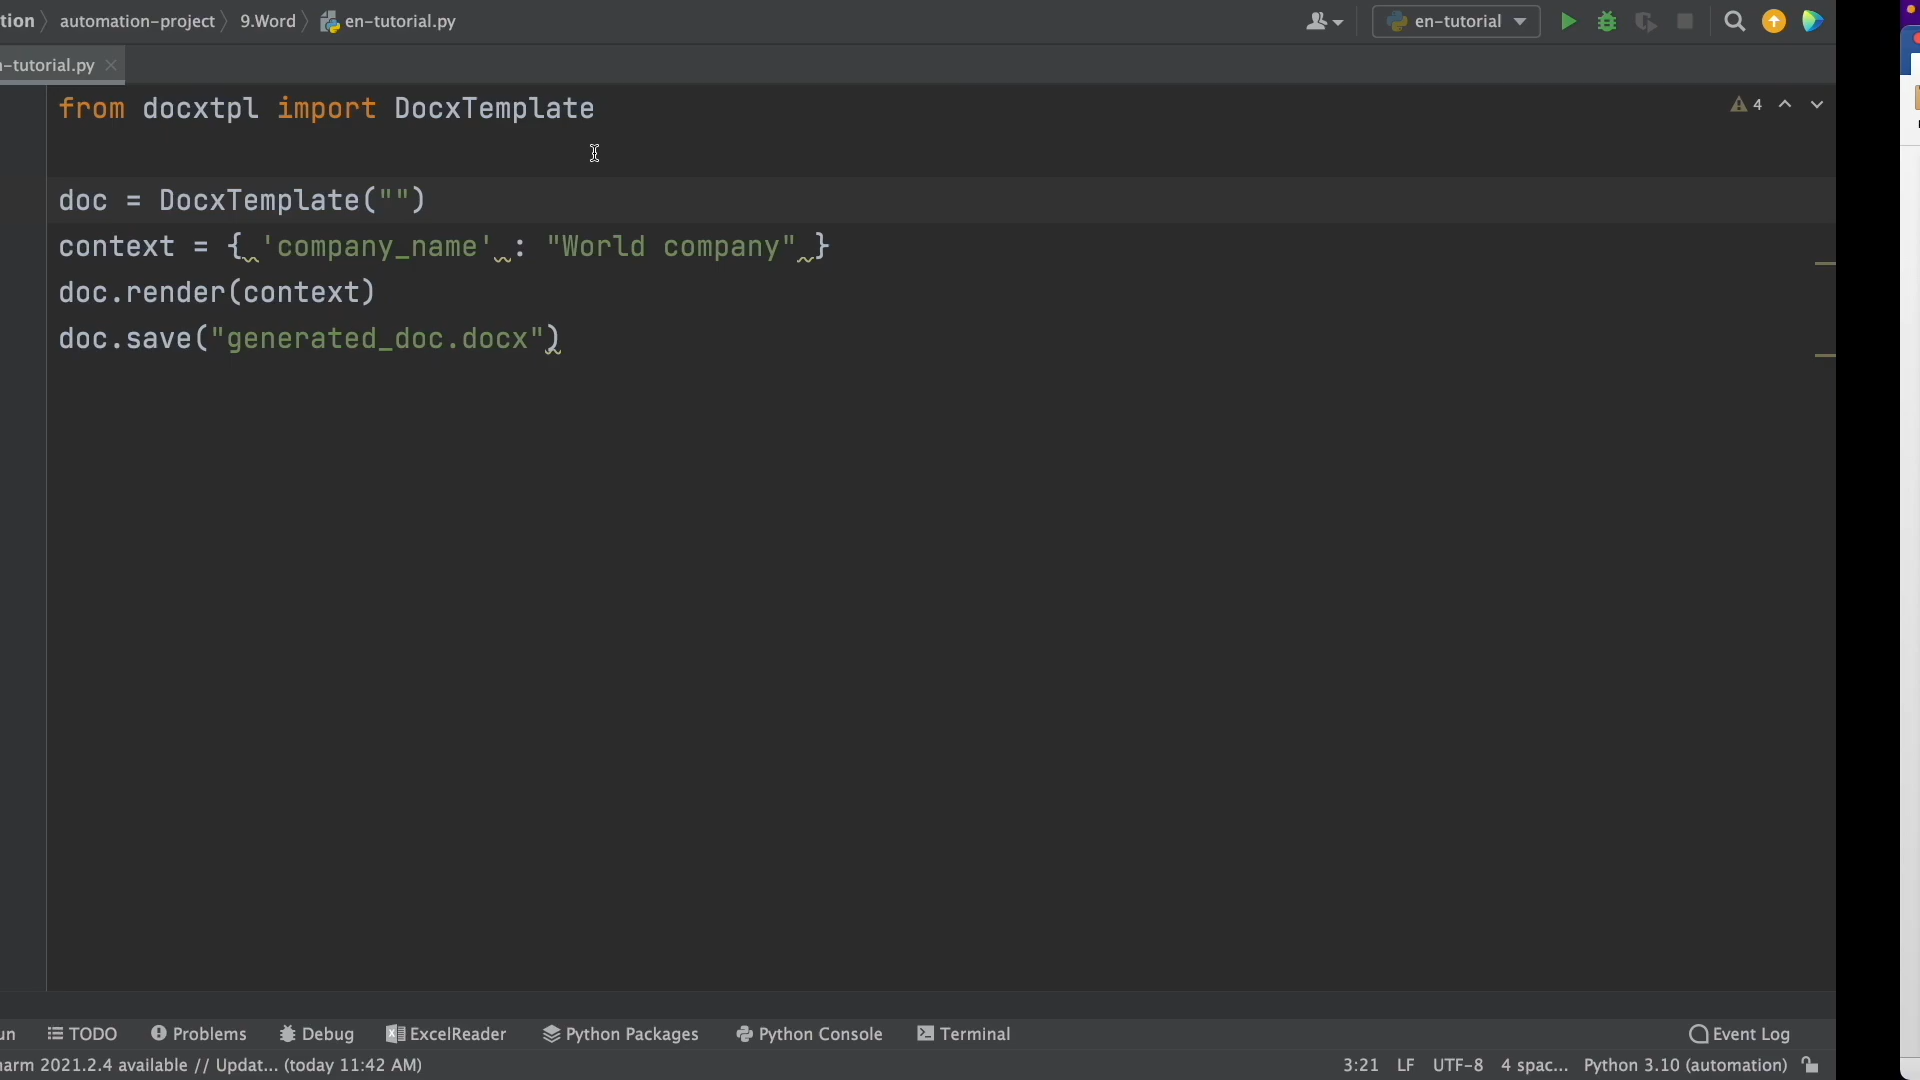 tion automation-project 9.Word en-tutorial.py en-tutorial
-tutorial.py
from docxtpl import DocxTemplate
4
doc = DocxTemplate("")
context = { 'company_name' : "World company" }
doc.render(context)
doc.save("generated_doc.docx")
un TODO Problems Debug ExcelReader Python Packages Python Console Terminal Event Log
arm 2021.2.4 available // Updat... (today 11:42 AM) 3:21 LF UTF-8 4 spac... Python 3.10 (automation)